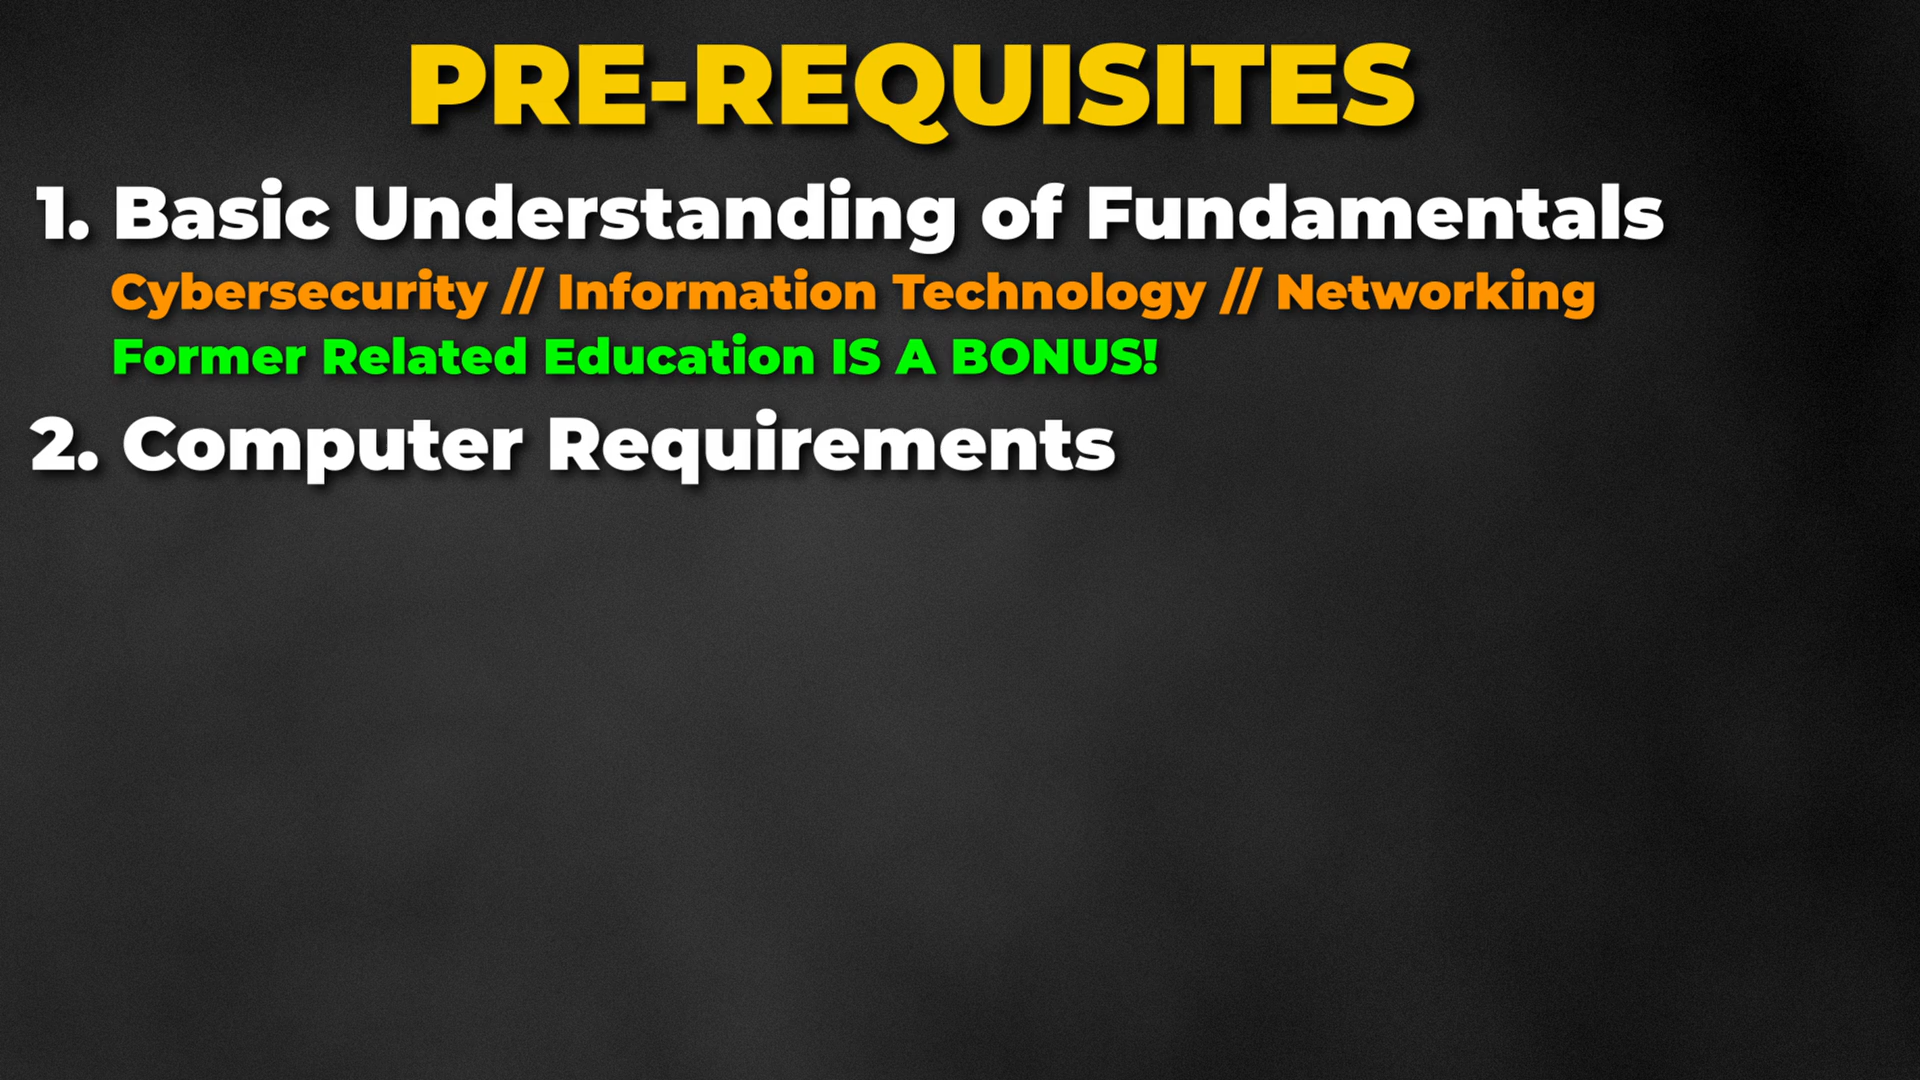 PRE-REQUISITES
1. Basic Understanding of Fundamentals
Cybersecurity // Information Technology // Networking
Former Related Education IS A BONUS!
2. Computer Requirements